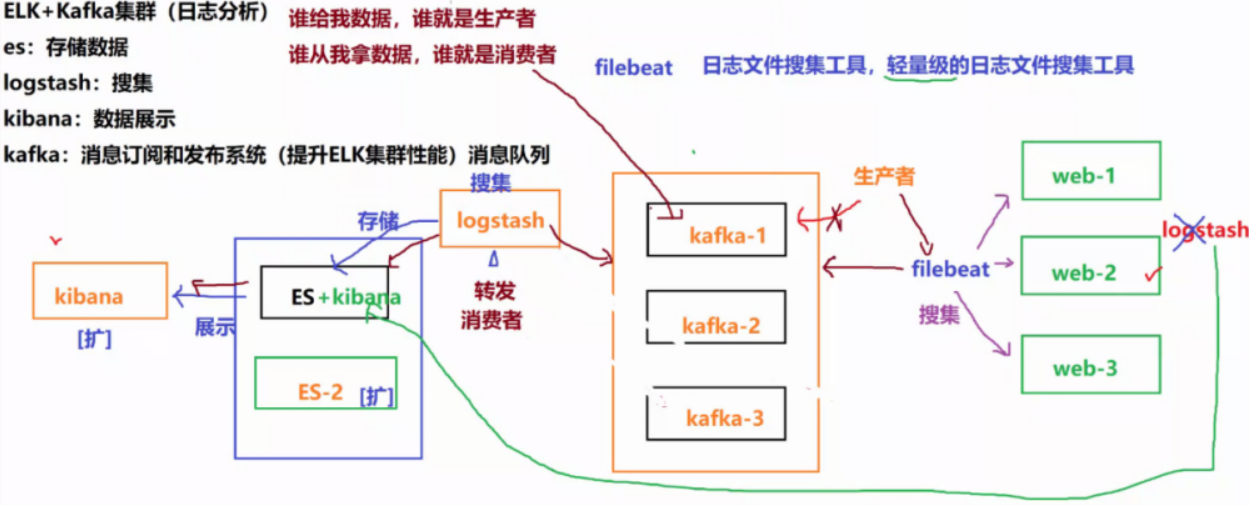 ELK+Kafka集群（日志分析）
es：存储数据
logstash：搜集
kibana：数据展示
kafka：消息订阅和发布系统（提升ELK集群性能）消息队列
谁给我数据，谁就是生产者
谁从我拿数据，谁就是消费者
filebeat 日志文件搜集工具，轻量级的日志文件搜集工具
kibana
[扩]
展示
存储
ES+kibana
ES-2 [扩]
搜集
logstash
转发
消费者
kafka-1
kafka-2
kafka-3
生产者
filebeat
搜集
web-1
logstash
web-2
web-3